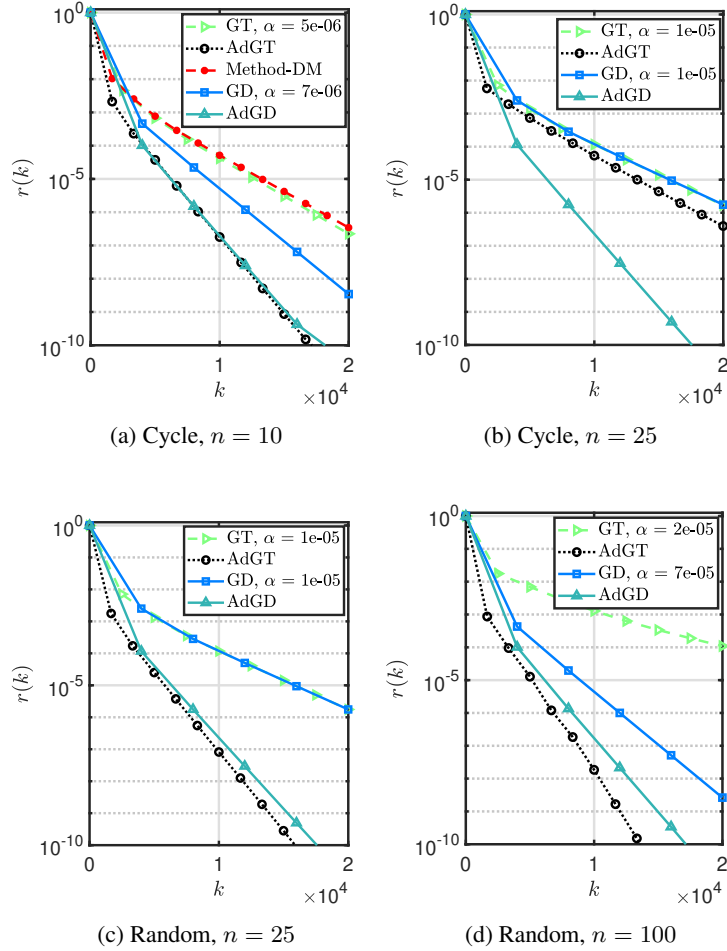 10^0
10^-5
10^-10
r(k)
GT, α = 5e-06
AdGT
Method-DM
GD, α = 7e-06
AdGD
0 1 2
k
×10^4
(a) Cycle, n = 10
10^0
10^-5
10^-10
r(k)
GT, α = 1e-05
AdGT
GD, α = 1e-05
AdGD
0 1 2
k
×10^4
(b) Cycle, n = 25
10^0
10^-5
10^-10
r(k)
GT, α = 1e-05
AdGT
GD, α = 1e-05
AdGD
0 1 2
k
×10^4
(c) Random, n = 25
10^0
10^-5
10^-10
r(k)
GT, α = 2e-05
AdGT
GD, α = 7e-05
AdGD
0 1 2
k
×10^4
(d) Random, n = 100